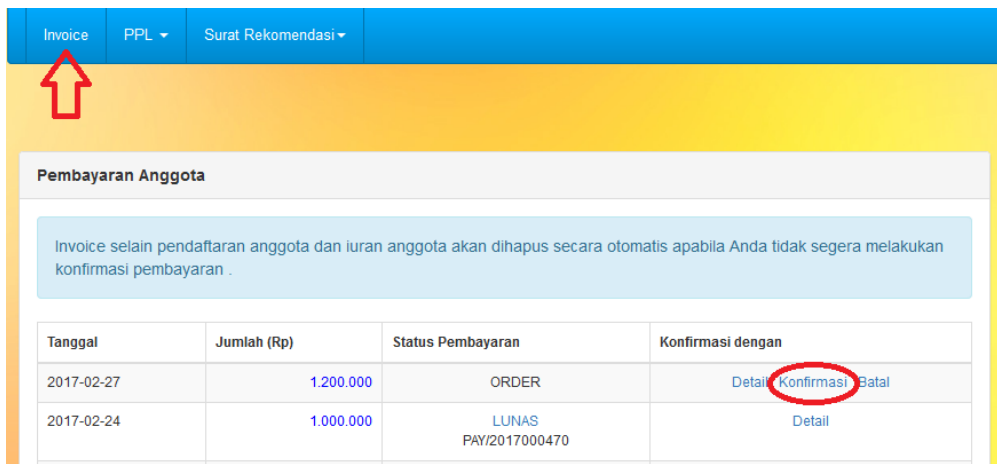 Invoice PPL Surat Rekomendasi
Pembayaran Anggota
Invoice selain pendaftaran anggota dan iuran anggota akan dihapus secara otomatis apabila Anda tidak segera melakukan
konfirmasi pembayaran .
Tanggal Jumlah (Rp) Status Pembayaran Konfirmasi dengan
2017-02-27 1.200.000 ORDER Detail Konfirmasi Batal
2017-02-24 1.000.000 LUNAS Detail
PAY/2017000470